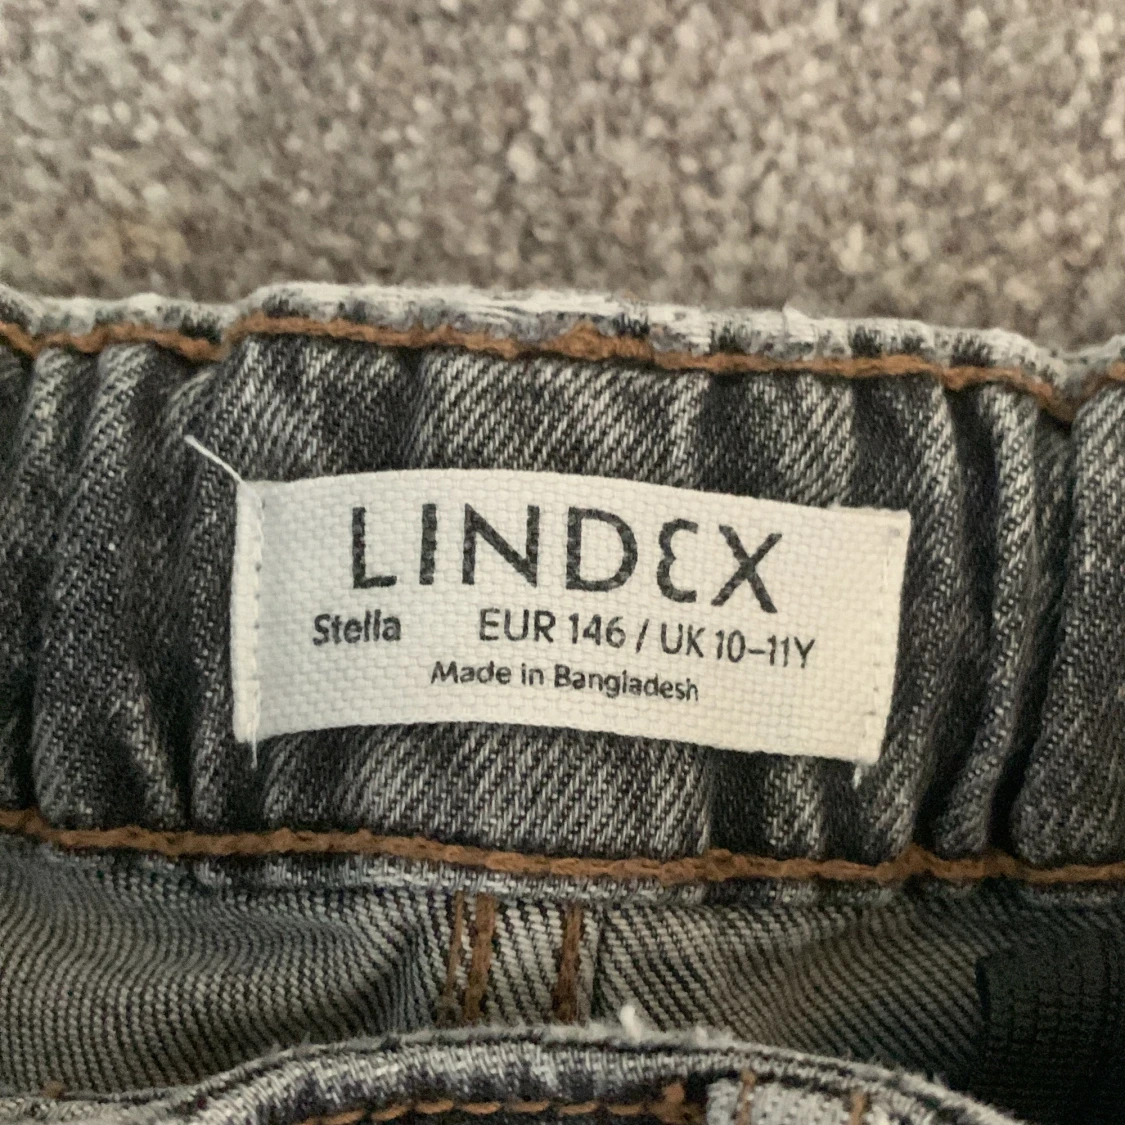 LINDEX
Stella EUR 146 / UK 10-11Y
Made in Bangladesh